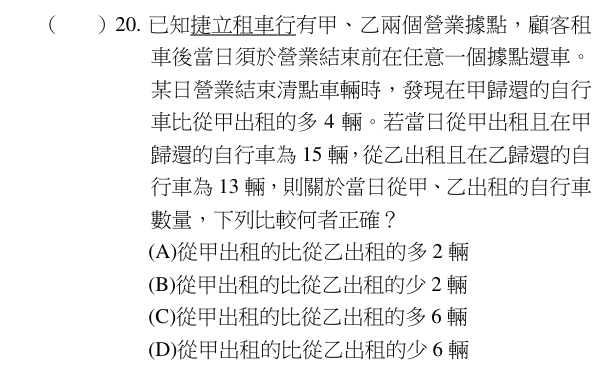 （　　）20. 已知捷立租車行有甲、乙兩個營業據點，顧客租
車後當日須於營業結束前在任意一個據點還車。
某日營業結束清點車輛時，發現在甲歸還的自行
車比從甲出租的多 4 輛。若當日從甲出租且在甲
歸還的自行車為 15 輛，從乙出租且在乙歸還的自
行車為 13 輛，則關於當日從甲、乙出租的自行車
數量，下列比較何者正確？
(A)從甲出租的比從乙出租的多 2 輛
(B)從甲出租的比從乙出租的少 2 輛
(C)從甲出租的比從乙出租的多 6 輛
(D)從甲出租的比從乙出租的少 6 輛